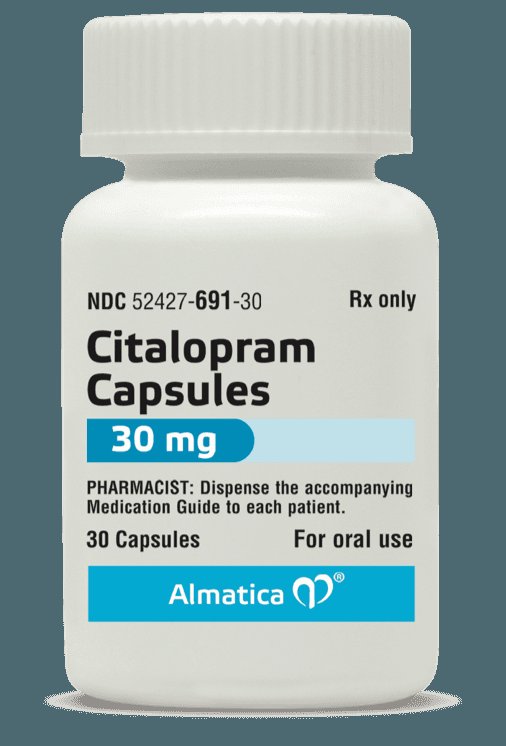 NDC 52427-691-30 Rx only
Citalopram
Capsules
30 mg
PHARMACIST: Dispense the accompanying
Medication Guide to each patient.
30 Capsules For oral use
Almatica ®